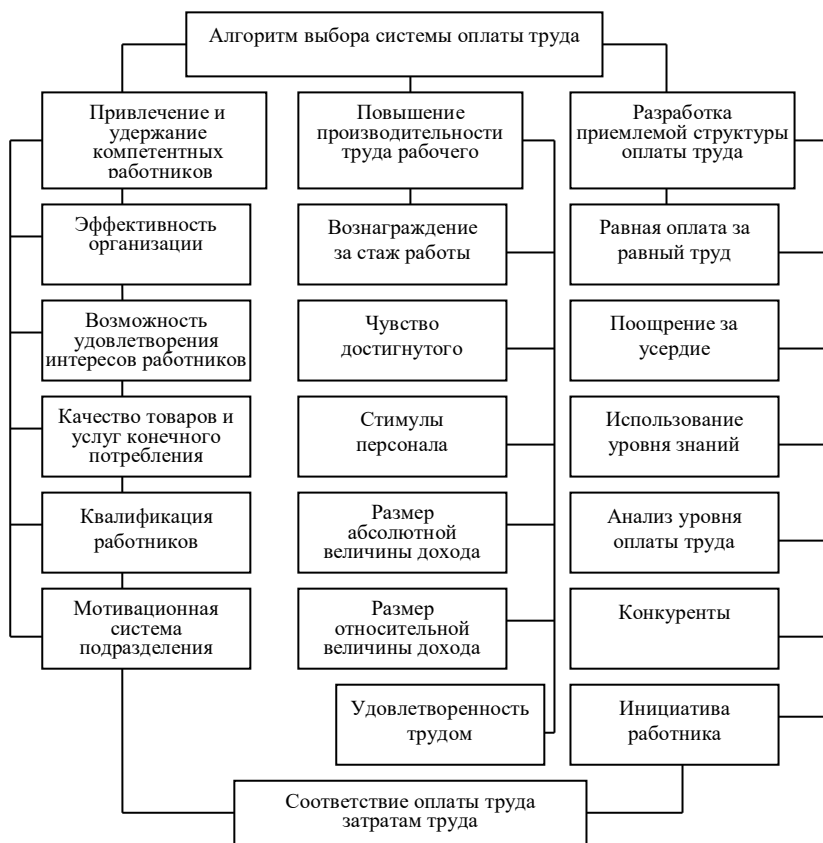 Алгоритм выбора системы оплаты труда
Привлечение и
удержание
компетентных
работников
Эффективность
организации
Возможность
удовлетворения
интересов работников
Качество товаров и
услуг конечного
потребления
Квалификация
работников
Мотивационная
система
подразделения
Повышение
производительности
труда рабочего
Вознаграждение
за стаж работы
Чувство
достигнутого
Стимулы
персонала
Размер
абсолютной
величины дохода
Размер
относительной
величины дохода
Удовлетворенность
трудом
Разработка
приемлемой структуры
оплаты труда
Равная оплата за
равный труд
Поощрение за
усердие
Использование
уровня знаний
Анализ уровня
оплаты труда
Конкуренты
Инициатива
работника
Соответствие оплаты труда
затратам труда